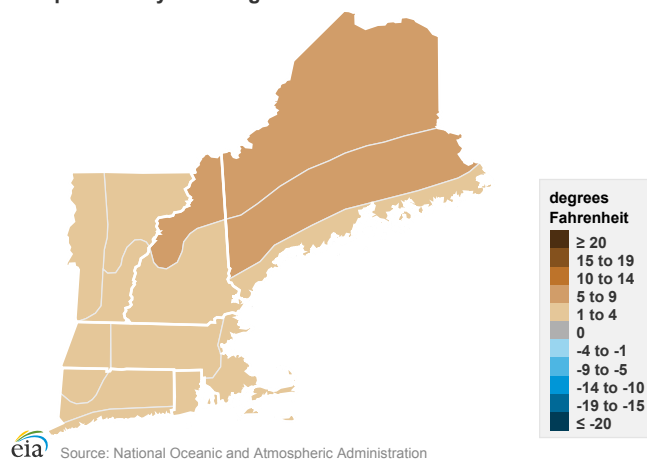 degrees
Fahrenheit
≥ 20
15 to 19
10 to 14
5 to 9
1 to 4
0
-4 to -1
-9 to -5
-14 to -10
-19 to -15
≤ -20
eia
Source: National Oceanic and Atmospheric Administration